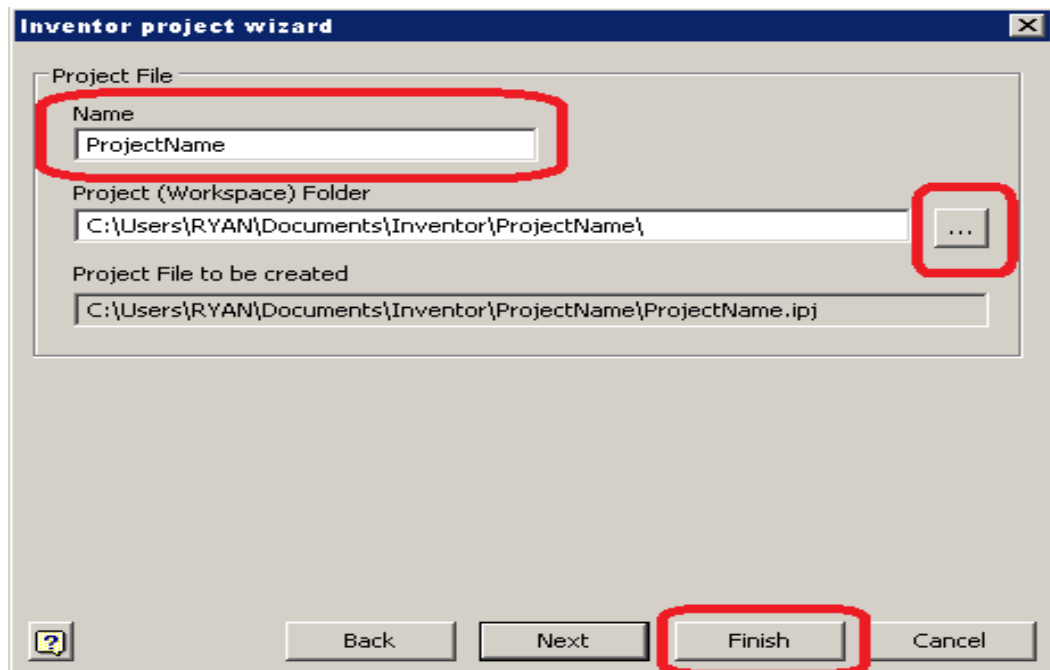 Inventor project wizard
Project File
Name
ProjectName
Project (Workspace) Folder
C:\Users\RYAN\Documents\Inventor\ProjectName\
...
Project File to be created
C:\Users\RYAN\Documents\Inventor\ProjectName\ProjectName.ipj
? Back Next Finish Cancel